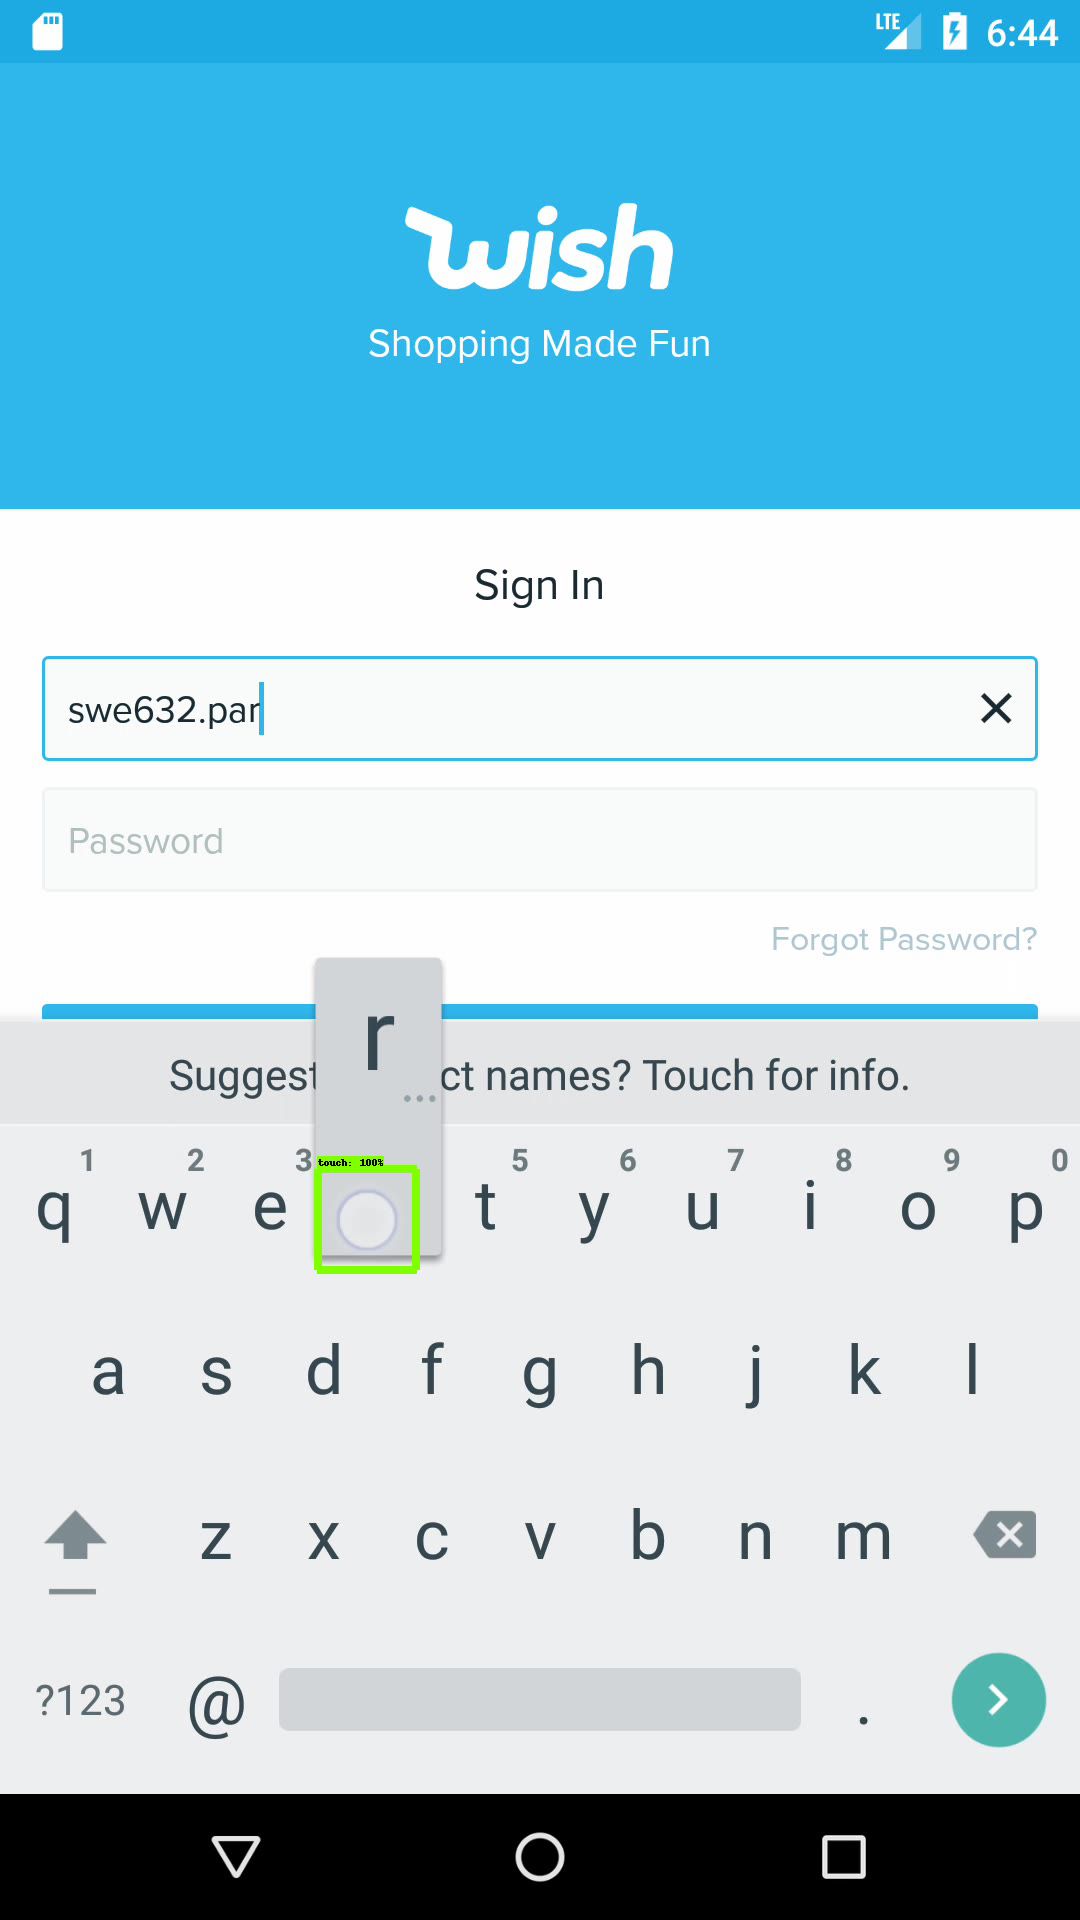 LTE 6:44
wish
Shopping Made Fun
Sign In
swe632.par
Password
Forgot Password?
r
...
Suggest ct names? Touch for info.
touch: 100%
1 2 3 5 6 7 8 9 0
q w e t y u i o p
a s d f g h j k l
z x c v b n m
?123 @ .